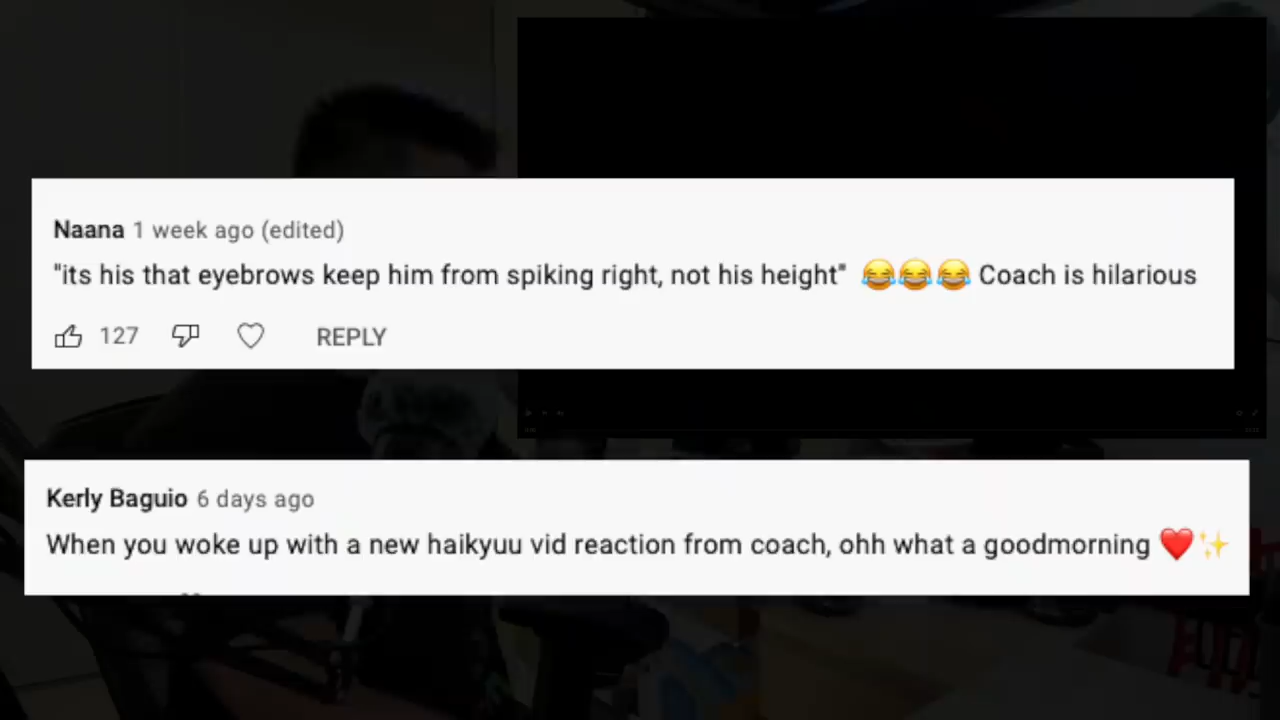 Naana 1 week ago (edited)
"its his that eyebrows keep him from spiking right, not his height" 😂😂😂 Coach is hilarious
127 REPLY
Kerly Baguio 6 days ago
When you woke up with a new haikyuu vid reaction from coach, ohh what a goodmorning ❤️✨